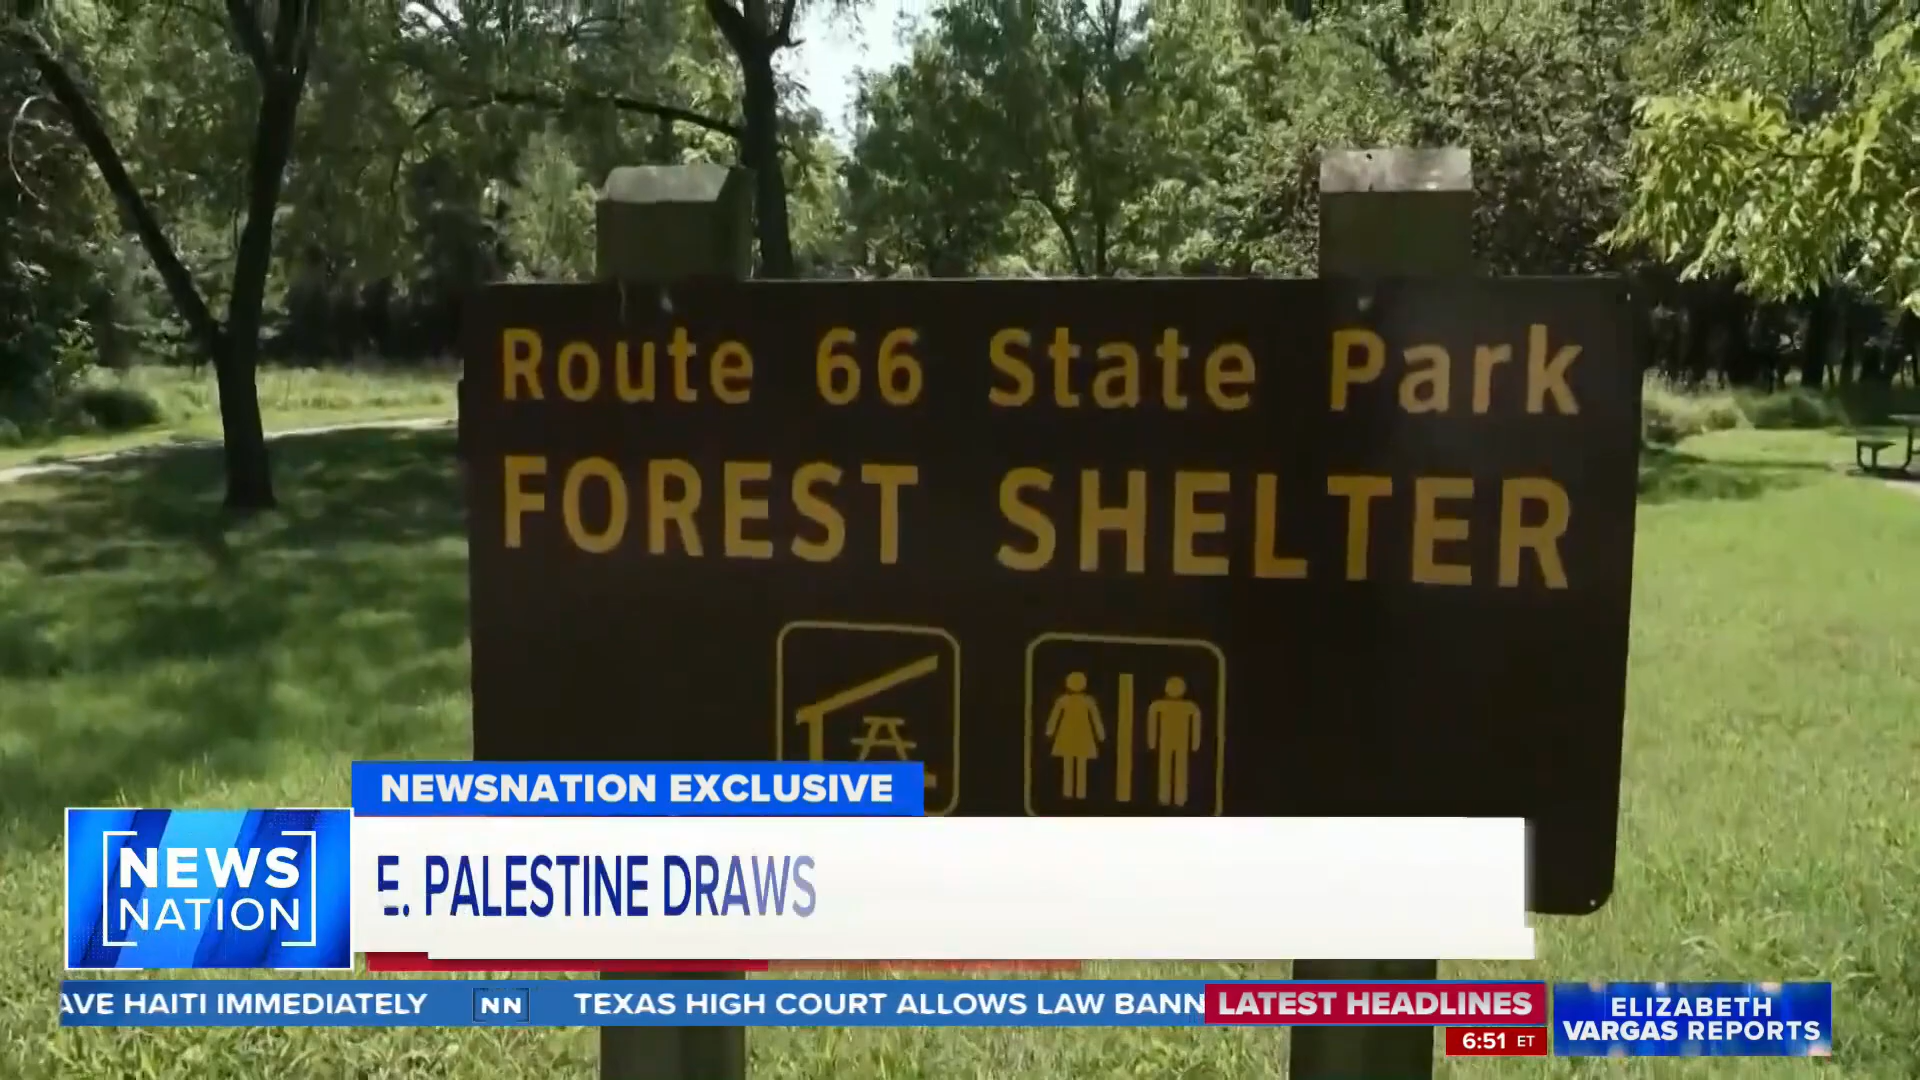 Route 66 State Park
FOREST SHELTER
NEWSNATION EXCLUSIVE
NEWS
NATION
E. PALESTINE DRAWS
AVE HAITI IMMEDIATELY NN TEXAS HIGH COURT ALLOWS LAW BANN
LATEST HEADLINES
6:51 ET
ELIZABETH
VARGAS REPORTS